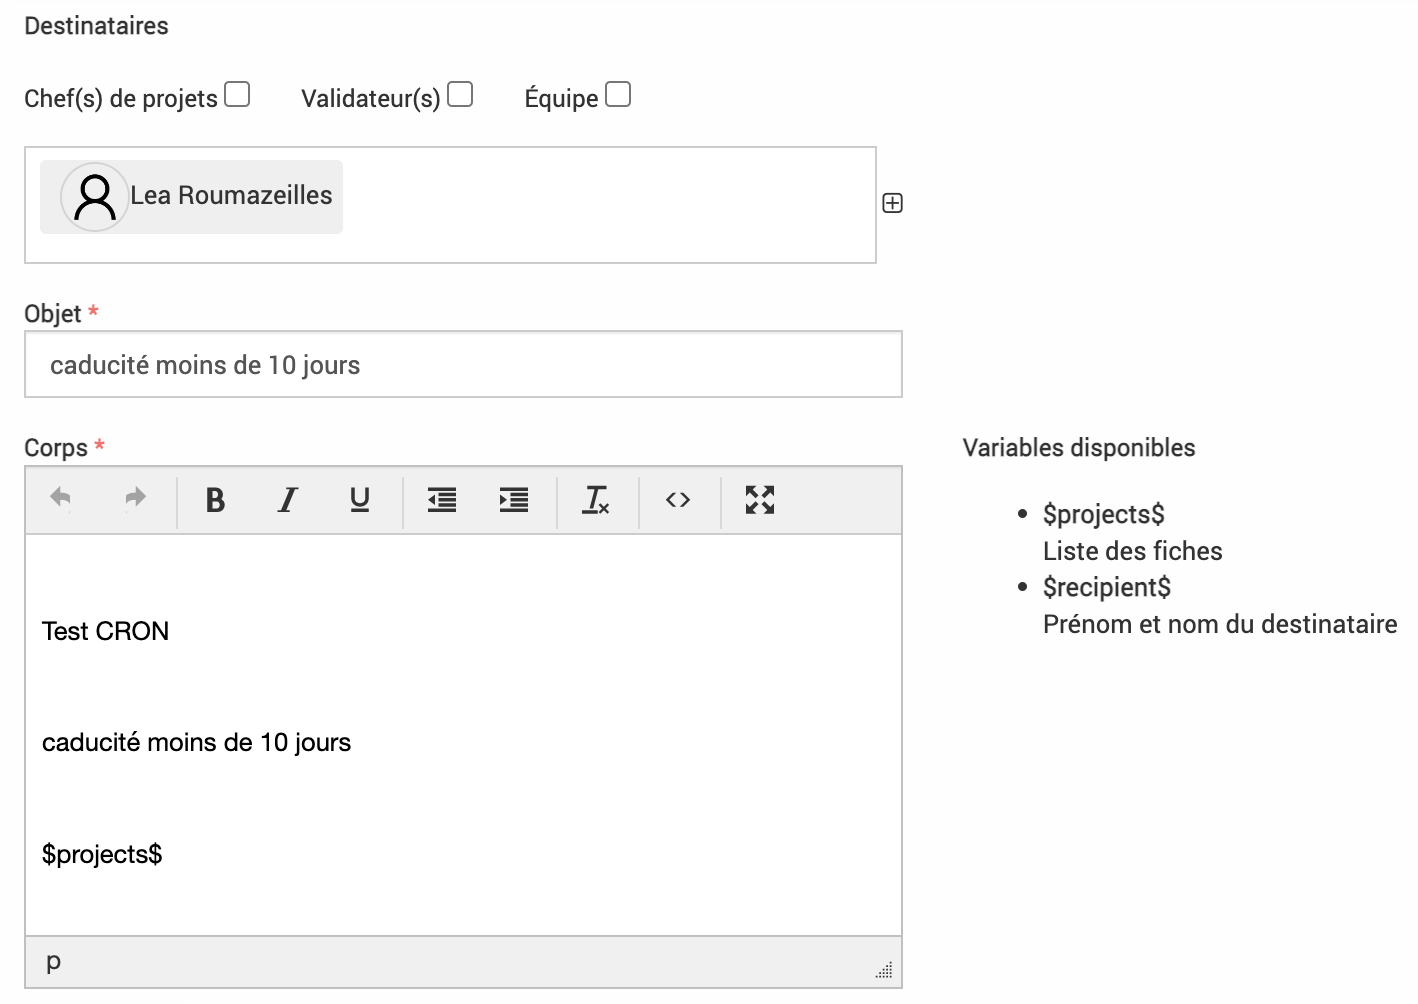 Destinataires
Chef(s) de projets Validateur(s) Équipe
Lea Roumazeilles
Objet *
caducité moins de 10 jours
Corps *
Variables disponibles
B I U
$projects$
Liste des fiches
$recipient$
Prénom et nom du destinataire
Test CRON
caducité moins de 10 jours
$projects$
p